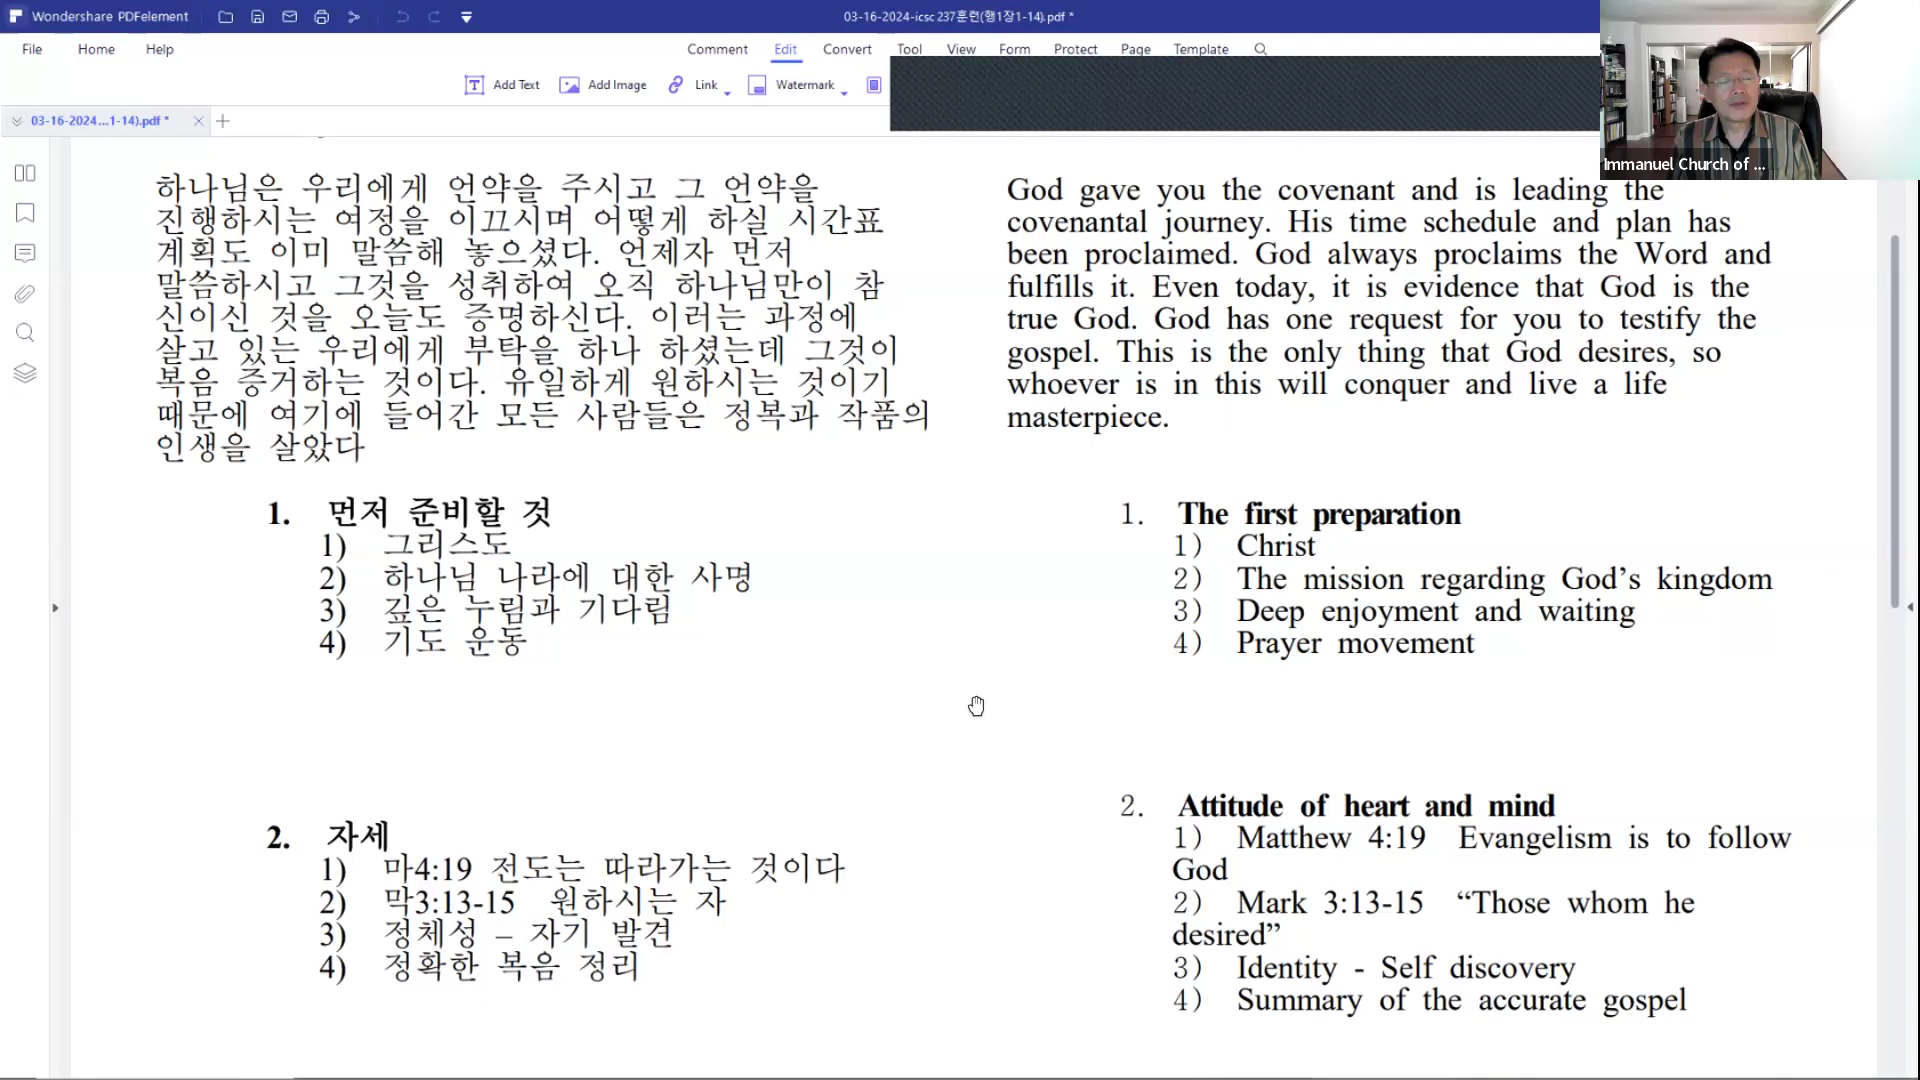 Wondershare PDFelement
03-16-2024-icsc 237훈련(행1장1-14).pdf *
File Home Help Comment Edit Convert Tool View Form Protect Page Template
Add Text Add Image Link Watermark
03-16-2024...1-14).pdf *
Immanuel Church of ...
하나님은 우리에게 언약을 주시고 그 언약을
진행하시는 여정을 이끄시며 어떻게 하실 시간표
계획도 이미 말씀해 놓으셨다. 언제자 먼저
말씀하시고 그것을 성취하여 오직 하나님만이 참
신이신 것을 오늘도 증명하신다. 이러는 과정에
살고 있는 우리에게 부탁을 하나 하셨는데 그것이
복음 증거하는 것이다. 유일하게 원하시는 것이기
때문에 여기에 들어간 모든 사람들은 정복과 작품의
인생을 살았다
1. 먼저 준비할 것
1) 그리스도
2) 하나님 나라에 대한 사명
3) 깊은 누림과 기다림
4) 기도 운동
2. 자세
1) 마4:19 전도는 따라가는 것이다
2) 막3:13-15 원하시는 자
3) 정체성 – 자기 발견
4) 정확한 복음 정리
God gave you the covenant and is leading the
covenantal journey. His time schedule and plan has
been proclaimed. God always proclaims the Word and
fulfills it. Even today, it is evidence that God is the
true God. God has one request for you to testify the
gospel. This is the only thing that God desires, so
whoever is in this will conquer and live a life
masterpiece.
1. The first preparation
1) Christ
2) The mission regarding God’s kingdom
3) Deep enjoyment and waiting
4) Prayer movement
2. Attitude of heart and mind
1) Matthew 4:19 Evangelism is to follow
God
2) Mark 3:13-15 “Those whom he
desired”
3) Identity - Self discovery
4) Summary of the accurate gospel